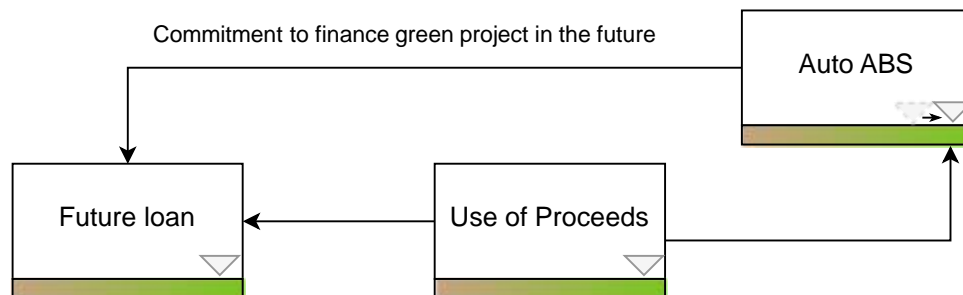 Commitment to finance green project in the future
Auto ABS
Future loan
Use of Proceeds